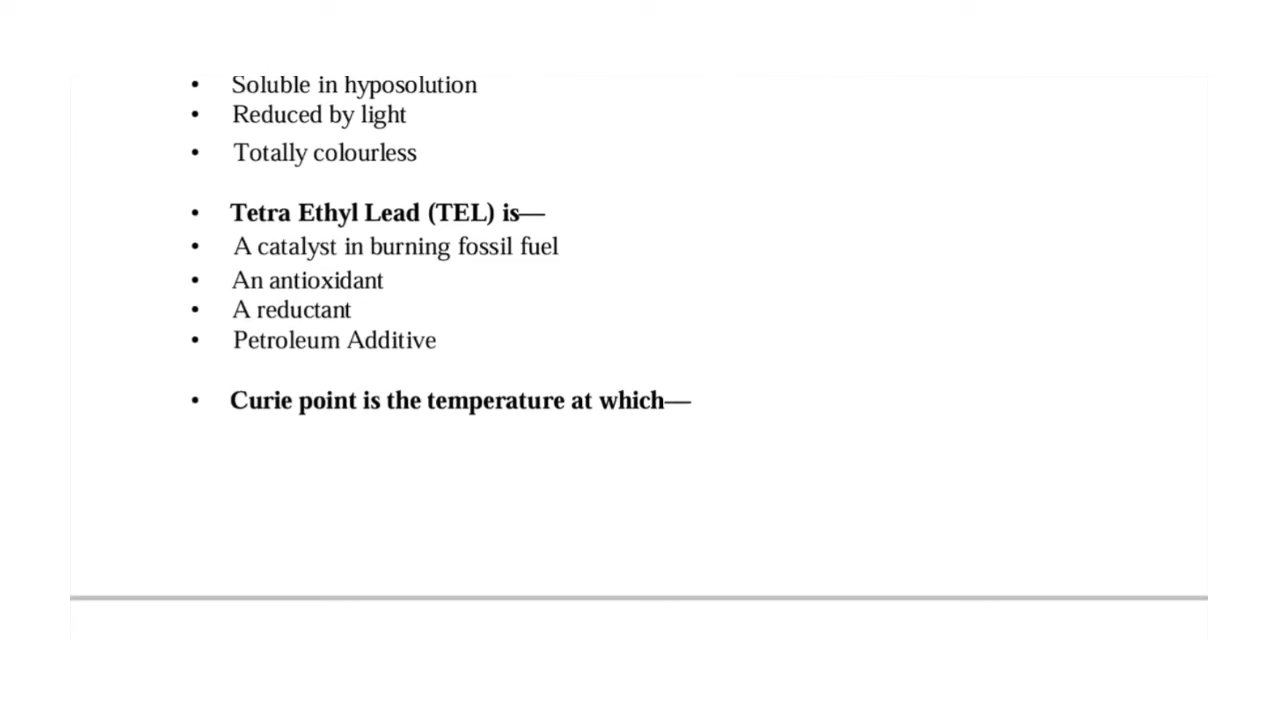 • Soluble in hyposolution
• Reduced by light
• Totally colourless
• Tetra Ethyl Lead (TEL) is—
• A catalyst in burning fossil fuel
• An antioxidant
• A reductant
• Petroleum Additive
• Curie point is the temperature at which—